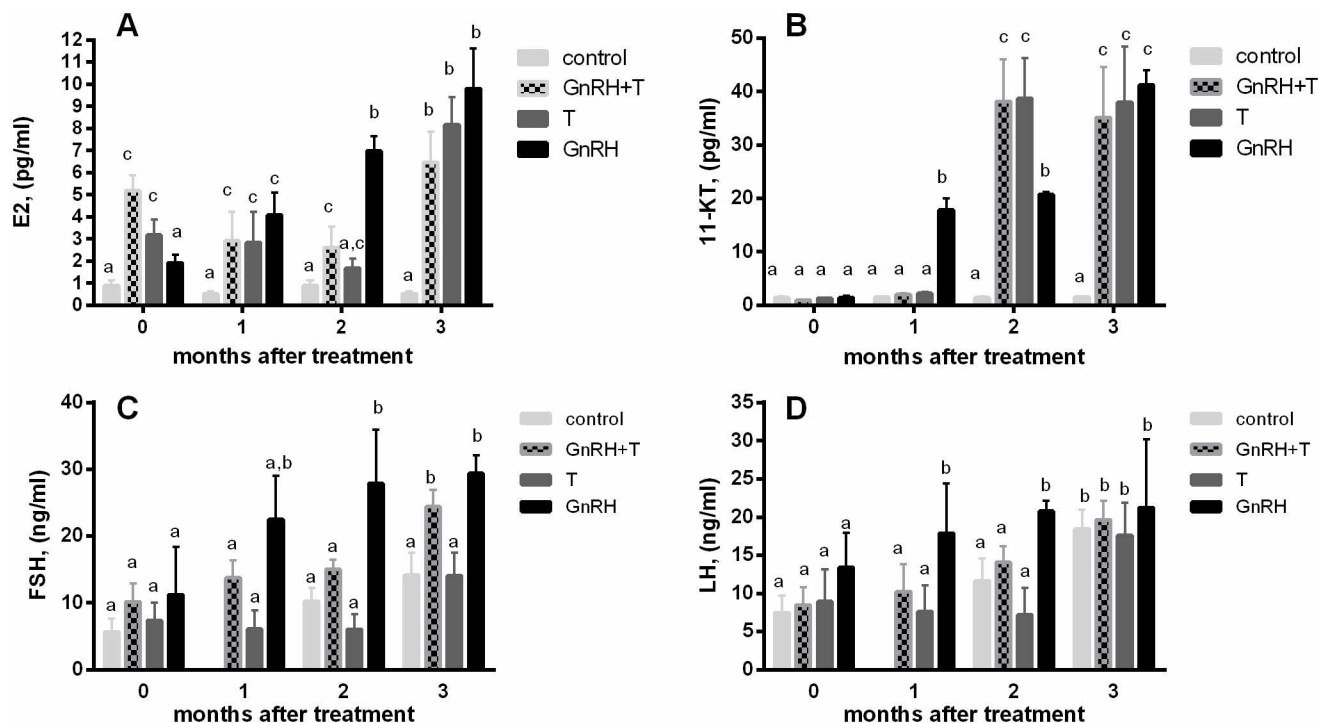 A
E2, (pg/ml)
12
11
10
9
8
7
6
5
4
3
2
1
0
a c c a a c c c a c a,c b a b b b
0 1 2 3
months after treatment
control
GnRH+T
T
GnRH
B
11-KT, (pg/ml)
50
40
30
20
10
0
a a a a a a a b a c c b a c c c
0 1 2 3
months after treatment
control
GnRH+T
T
GnRH
C
FSH, (ng/ml)
40
30
20
10
0
a a a a a a a,b a a a b a b a b
0 1 2 3
months after treatment
control
GnRH+T
T
GnRH
D
LH, (ng/ml)
35
30
25
20
15
10
5
0
a a a a a a b a a a b b b b b
0 1 2 3
months after treatment
control
GnRH+T
T
GnRH